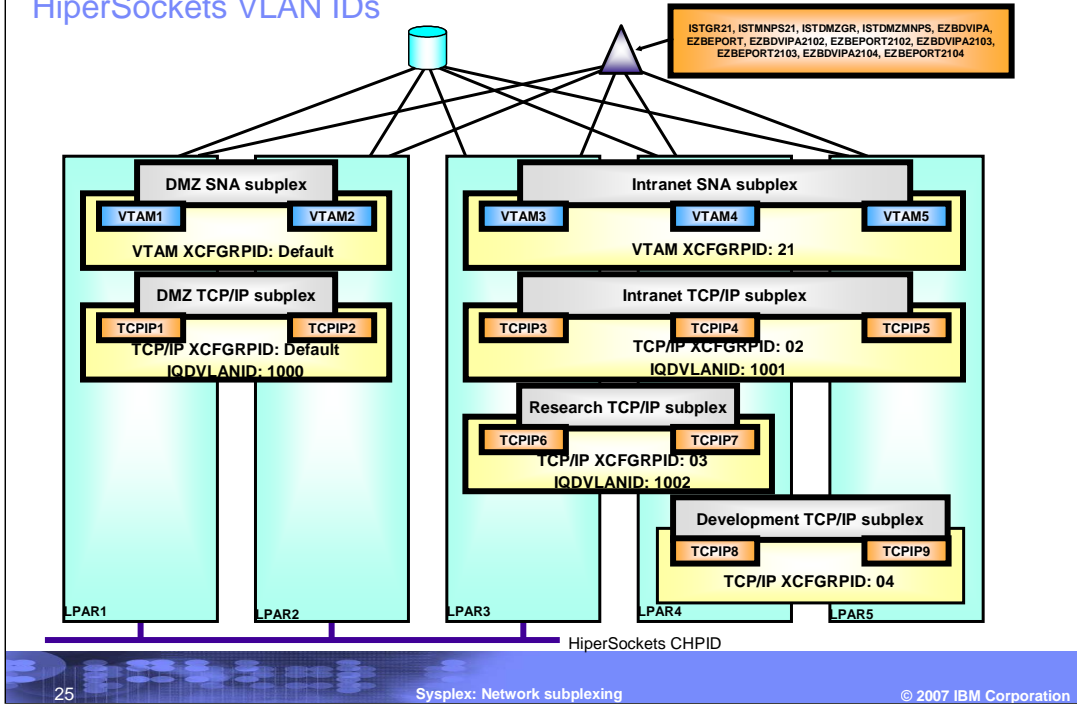 HiperSockets VLAN IDs
ISTGR21, ISTMNPS21, ISTDMZGR, ISTDMZMNPS, EZBDVIPA,
EZBEPORT, EZBDVIPA2102, EZBEPORT2102, EZBDVIPA2103,
EZBEPORT2103, EZBDVIPA2104, EZBEPORT2104
DMZ SNA subplex
VTAM1
VTAM2
VTAM XCFGRPID: Default
Intranet SNA subplex
VTAM3
VTAM4
VTAM5
VTAM XCFGRPID: 21
DMZ TCP/IP subplex
TCPIP1
TCPIP2
TCP/IP XCFGRPID: Default
IQDVLANID: 1000
Intranet TCP/IP subplex
TCPIP3
TCPIP4
TCPIP5
TCP/IP XCFGRPID: 02
IQDVLANID: 1001
Research TCP/IP subplex
TCPIP6
TCPIP7
TCP/IP XCFGRPID: 03
IQDVLANID: 1002
Development TCP/IP subplex
TCPIP8
TCPIP9
TCP/IP XCFGRPID: 04
LPAR1
LPAR2
LPAR3
LPAR4
LPAR5
HiperSockets CHPID
25
Sysplex: Network subplexing
© 2007 IBM Corporation